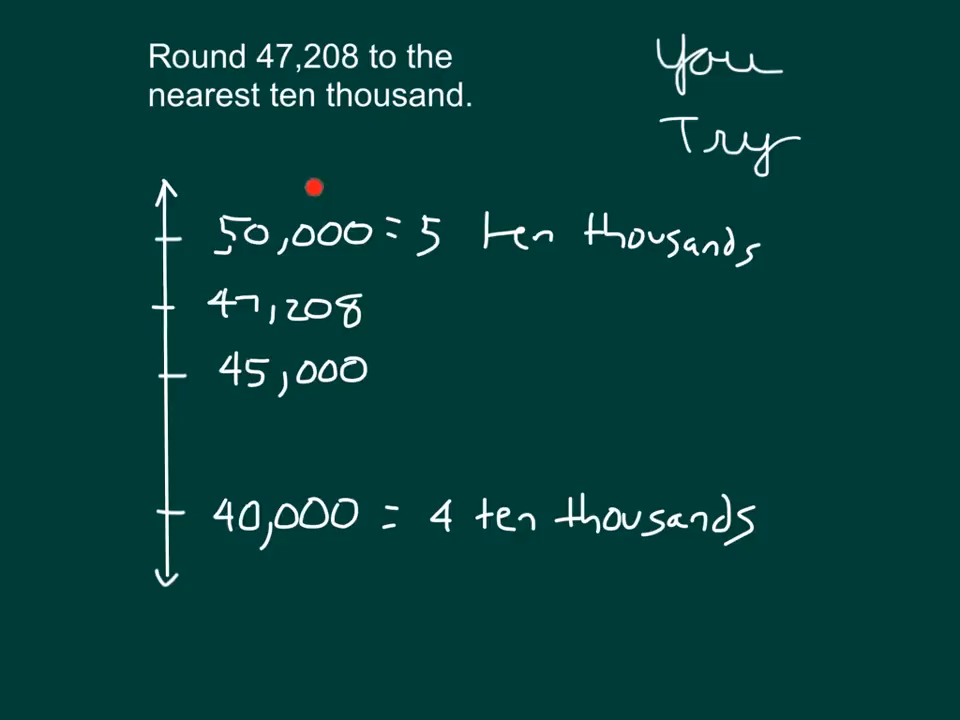 Round 47,208 to the
nearest ten thousand.
You
Try
50,000 = 5 ten thousands
47,208
45,000
40,000 = 4 ten thousands